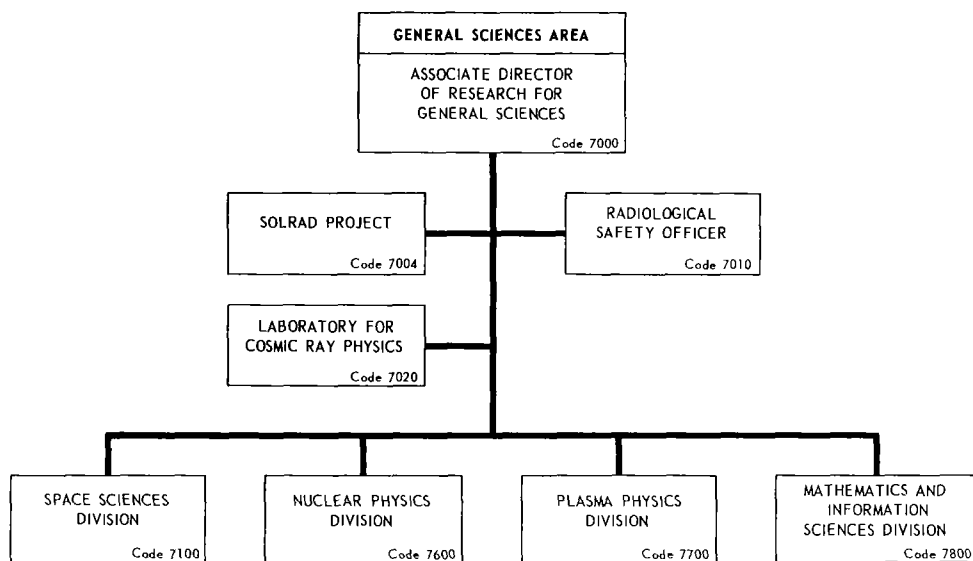 GENERAL SCIENCES AREA
ASSOCIATE DIRECTOR
OF RESEARCH FOR
GENERAL SCIENCES
Code 7000
SOLRAD PROJECT
Code 7004
RADIOLOGICAL
SAFETY OFFICER
Code 7010
LABORATORY FOR
COSMIC RAY PHYSICS
Code 7020
SPACE SCIENCES
DIVISION
Code 7100
NUCLEAR PHYSICS
DIVISION
Code 7600
PLASMA PHYSICS
DIVISION
Code 7700
MATHEMATICS AND
INFORMATION
SCIENCES DIVISION
Code 7800